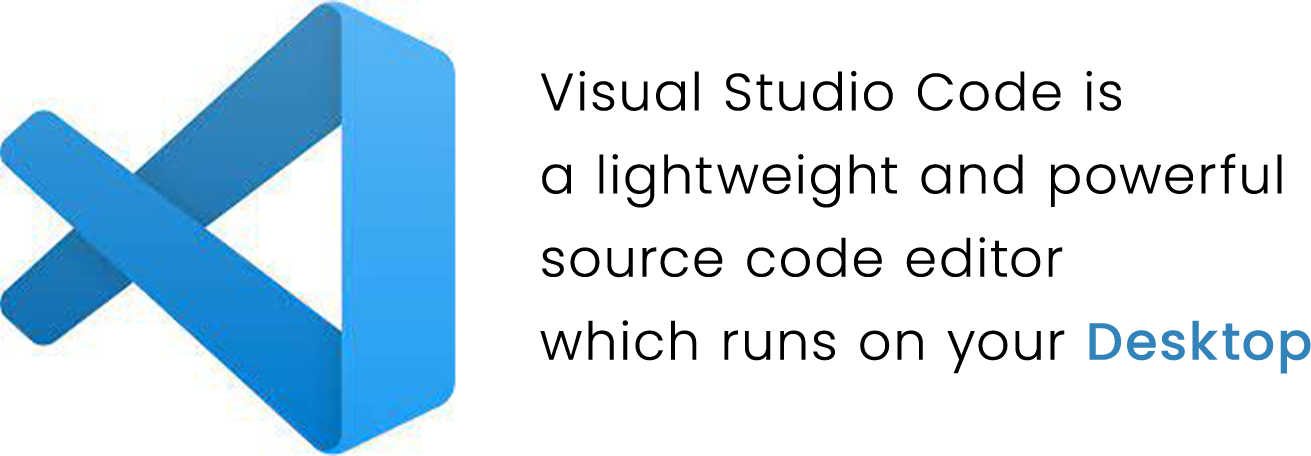 Visual Studio Code is
a lightweight and powerful
source code editor
which runs on your Desktop